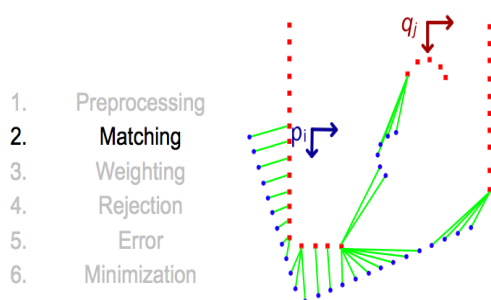 1. Preprocessing
2. Matching
3. Weighting
4. Rejection
5. Error
6. Minimization
pi
qj